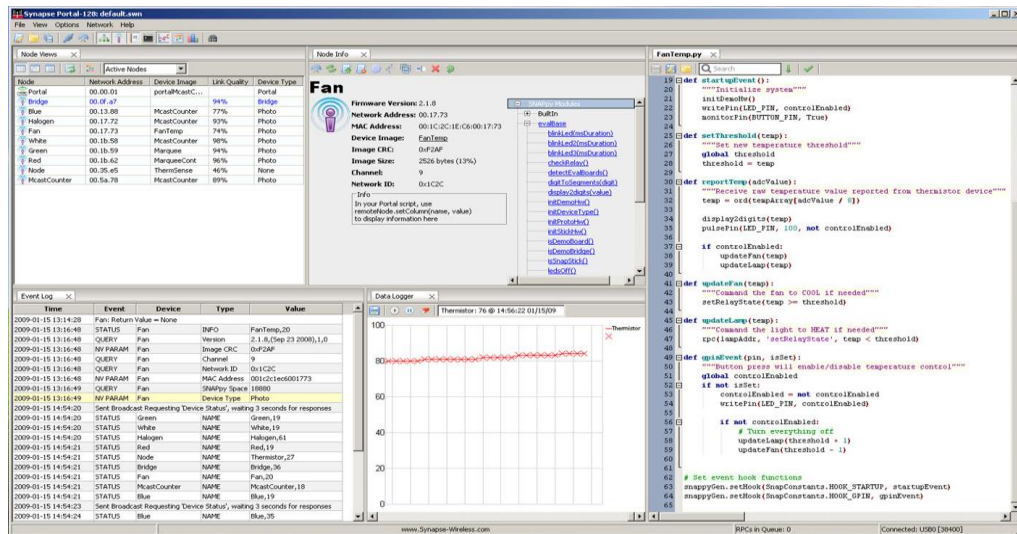 Synapse Portal-128: default.swn
File View Options Network Help
Node Views
Active Nodes
Node Network Address Device Image Link Quality Device Type
Portal 00.00.01 portalMcastC... Portal
Bridge 00.0f.a7 94% Bridge
Blue 00.13.88 McastCounter 77% Photo
Halogen 00.17.72 McastCounter 93% Photo
Fan 00.17.73 FanTemp 74% Photo
White 00.1b.58 McastCounter 98% Photo
Green 00.1b.59 Marquee 94% Photo
Red 00.1b.62 MarqueeCont 96% Photo
Node 00.35.e5 ThermSense 46% None
McastCounter 00.5a.78 McastCounter 89% Photo
Node Info
Fan
Firmware Version: 2.1.8
Network Address: 00.17.73
MAC Address: 00:1C:2C:1E:C6:00:17:73
Device Image: FanTemp
Image CRC: 0xF2AF
Image Size: 2526 bytes (13%)
Channel: 9
Network ID: 0x1C2C
Info
In your Portal script, use
remoteNode.setColumn(name, value)
to display information here
SNAPpy Modules
BuiltIn
evalBase
blinkLed(msDuration)
blinkLed2(msDuration)
blinkLed3(msDuration)
checkRelay()
detectEvalBoards()
digitToSegments(digit)
display2digits(value)
initDemoHw()
initDeviceType()
initProtoHw()
initStickHw()
isDemoBoard()
isDemoBridge()
isSnapStick()
ledsOff()
Event Log
Time Event Device Type Value
2009-01-15 13:14:28 Fan: Return Value = None
2009-01-15 13:16:48 STATUS Fan INFO FanTemp,20
2009-01-15 13:16:48 QUERY Fan Version 2.1.8,(Sep 23 2008),1,0
2009-01-15 13:16:48 NV PARAM Fan Image CRC 0xF2AF
2009-01-15 13:16:48 QUERY Fan Channel 9
2009-01-15 13:16:48 QUERY Fan Network ID 0x1C2C
2009-01-15 13:16:48 NV PARAM Fan MAC Address 001c2c1ec6001773
2009-01-15 13:16:49 QUERY Fan SNAPpy Space 18880
2009-01-15 13:16:49 NV PARAM Fan Device Type Photo
2009-01-15 14:54:20 Sent Broadcast Requesting 'Device Status', waiting 3 seconds for responses
2009-01-15 14:54:20 STATUS Green NAME Green,19
2009-01-15 14:54:20 STATUS White NAME White,19
2009-01-15 14:54:20 STATUS Halogen NAME Halogen,61
2009-01-15 14:54:21 STATUS Red NAME Red,19
2009-01-15 14:54:21 STATUS Node NAME Thermistor,27
2009-01-15 14:54:21 STATUS Bridge NAME Bridge,36
2009-01-15 14:54:21 STATUS Fan NAME Fan,20
2009-01-15 14:54:21 STATUS McastCounter NAME McastCounter,18
2009-01-15 14:54:21 STATUS Blue NAME Blue,19
2009-01-15 14:54:23 Sent Broadcast Requesting 'Device Status', waiting 3 seconds for responses
2009-01-15 14:54:24 STATUS Blue NAME Blue,35
Data Logger
Thermistor: 76 @ 14:56:22 01/15/09
Thermistor
100
80
60
40
20
0
FanTemp.py
Search
19 def startupEvent():
20 """Initialize system"""
21 initDemoHw()
22 writePin(LED_PIN, controlEnabled)
23 monitorPin(BUTTON_PIN, True)
24
25 def setThreshold(temp):
26 """Set new temperature threshold"""
27 global threshold
28 threshold = temp
29
30 def reportTemp(adcValue):
31 """Receive raw temperature value reported from thermistor device"""
32 temp = ord(tempArray[adcValue / 8])
33
34 display2digits(temp)
35 pulsePin(LED_PIN, 100, not controlEnabled)
36
37 if controlEnabled:
38 updateFan(temp)
39 updateLamp(temp)
40
41 def updateFan(temp):
42 """Command the fan to COOL if needed"""
43 setRelayState(temp >= threshold)
44
45 def updateLamp(temp):
46 """Command the light to HEAT if needed"""
47 rpc(lampAddr, 'setRelayState', temp < threshold)
48
49 def gpinEvent(pin, isSet):
50 """Button press will enable/disable temperature control"""
51 global controlEnabled
52 if not isSet:
53 controlEnabled = not controlEnabled
54 writePin(LED_PIN, controlEnabled)
55
56 if not controlEnabled:
57 # Turn everything off
58 updateLamp(threshold + 1)
59 updateFan(threshold - 1)
60
61
62 # Set event hook functions
63 snappyGen.setHook(SnapConstants.HOOK_STARTUP, startupEvent)
64 snappyGen.setHook(SnapConstants.HOOK_GPIN, gpinEvent)
65
www.Synapse-Wireless.com
RPCs in Queue: 0
Connected: USB0 [38400]